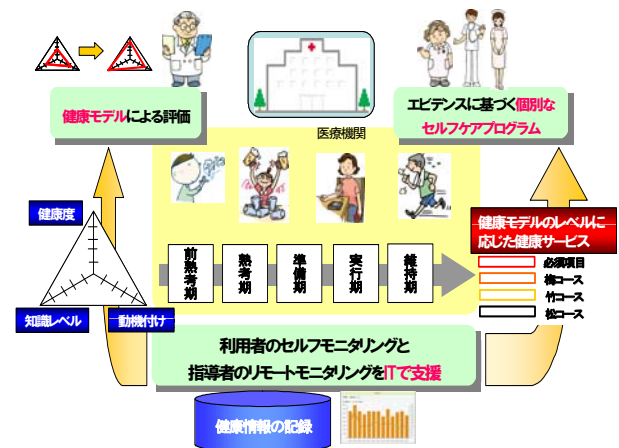 健康モデルによる評価
エビデンスに基づく個別な
セルフケアプログラム
医療機関
健康度
知識レベル
動機付け
前熟考期
熟考期
準備期
実行期
維持期
健康モデルのレベルに
応じた健康サービス
必須項目
梅コース
竹コース
松コース
利用者のセルフモニタリングと
指導者のリモートモニタリングをITで支援
健康情報の記録